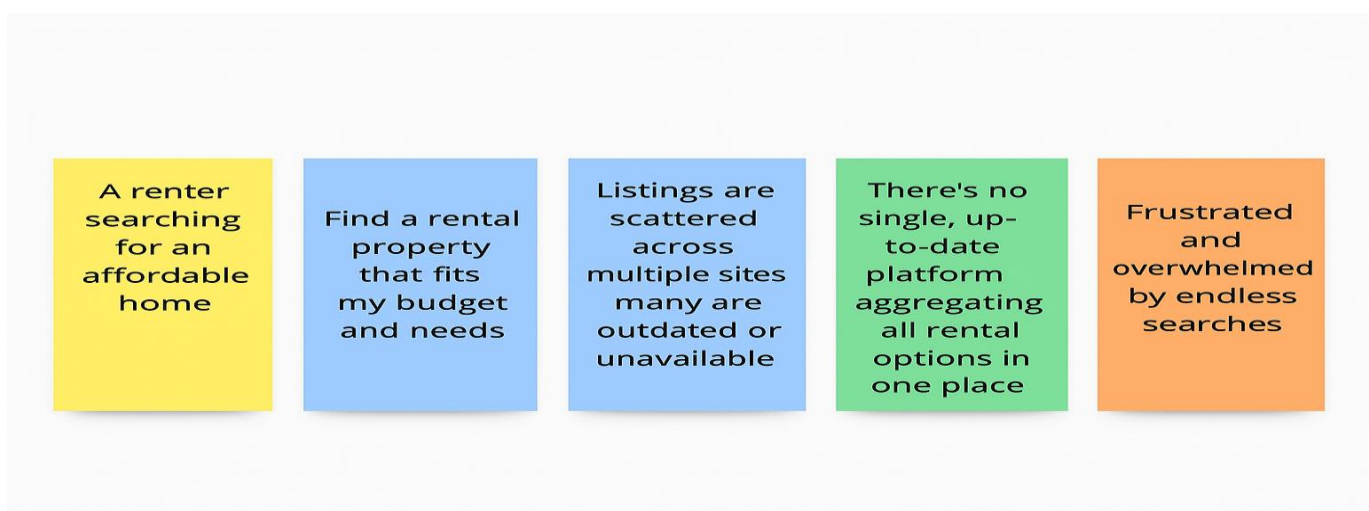 A renter
searching
for an
affordable
home
Find a rental
property
that fits
my budget
and needs
Listings are
scattered
across
multiple sites
many are
outdated or
unavailable
There's no
single, up-
to-date
platform
aggregating
all rental
options in
one place
Frustrated
and
overwhelmed
by endless
searches